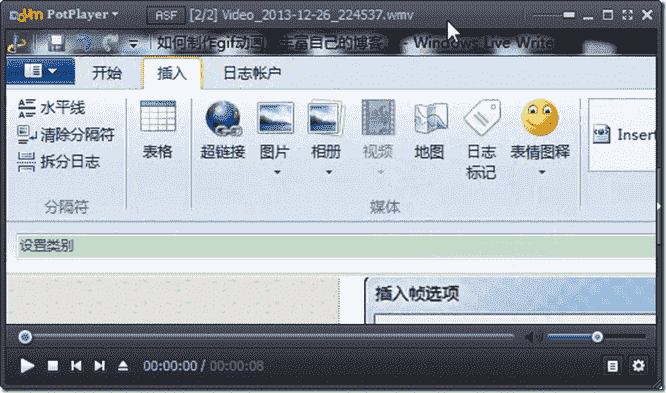 Daum PotPlayer ASF [2/2] Video_2013-12-26_224537.wmv
如何制作gif动画 丰富自己的博客 - Windows Live Write
开始 插入 日志帐户
水平线
清除分隔符
拆分日志
分隔符
表格
超链接 图片 相册 视频 地图 日志标记 表情图释
媒体
Insert
设置类别
插入帧选项
00:00:00 / 00:00:08